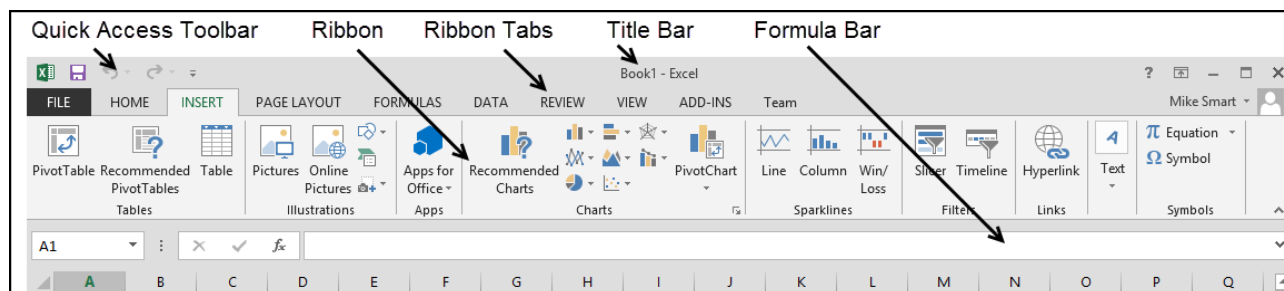 Quick Access Toolbar Ribbon Ribbon Tabs Title Bar Formula Bar
Book1 - Excel ?
FILE HOME INSERT PAGE LAYOUT FORMULAS DATA REVIEW VIEW ADD-INS Team Mike Smart
π Equation
PivotTable Recommended Table Pictures Online Apps for Recommended PivotChart Line Column Win/ Slicer Timeline Hyperlink Text Ω Symbol
PivotTables Pictures Office Charts Loss
Tables Illustrations Apps Charts Sparklines Filters Links Symbols
A1 fx
A B C D E F G H I J K L M N O P Q